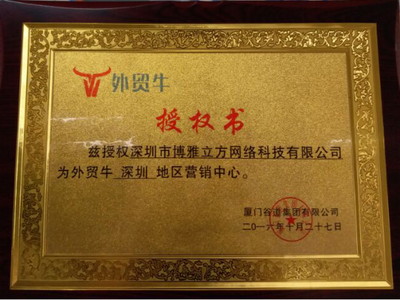 外贸牛
授权书
兹授权深圳市博雅立方网络科技有限公司
为外贸牛 深圳 地区营销中心。
厦门谷道集团有限公司
二〇一六年十月二十七日